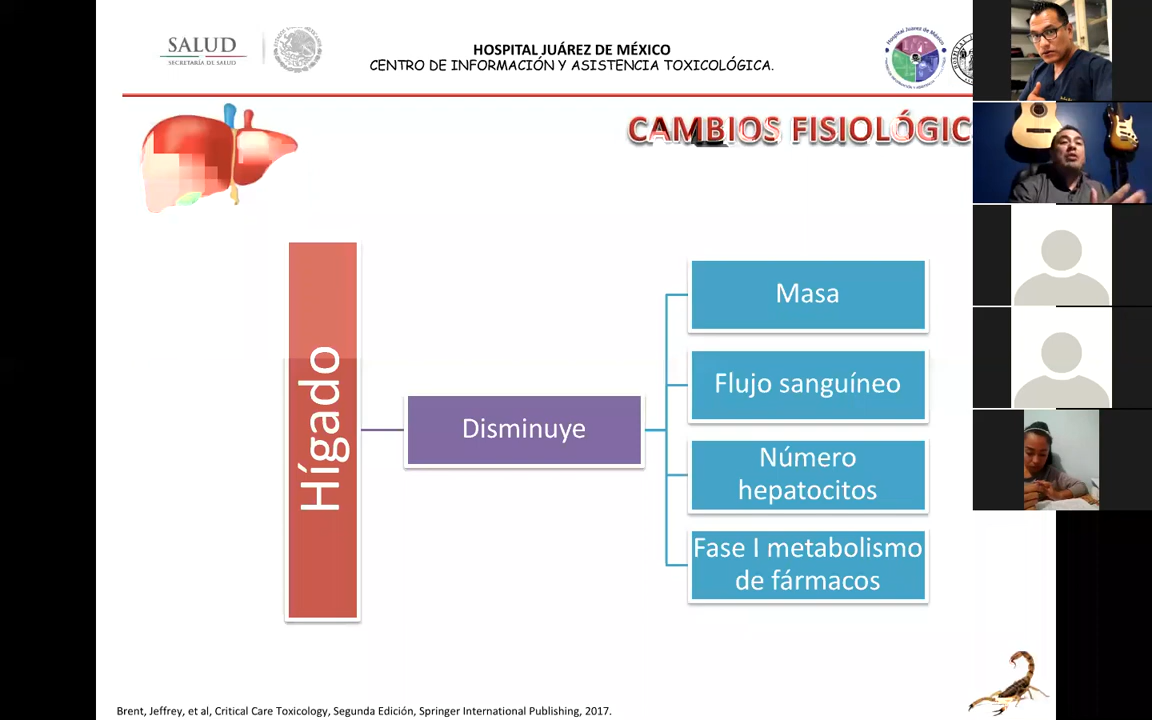 SALUD
SECRETARÍA DE SALUD
HOSPITAL JUÁREZ DE MÉXICO
CENTRO DE INFORMACIÓN Y ASISTENCIA TOXICOLÓGICA.
CAMBIOS FISIOLÓGIC
Hígado
Disminuye
Masa
Flujo sanguíneo
Número
hepatocitos
Fase I metabolismo
de fármacos
Brent, Jeffrey, et al, Critical Care Toxicology, Segunda Edición, Springer International Publishing, 2017.